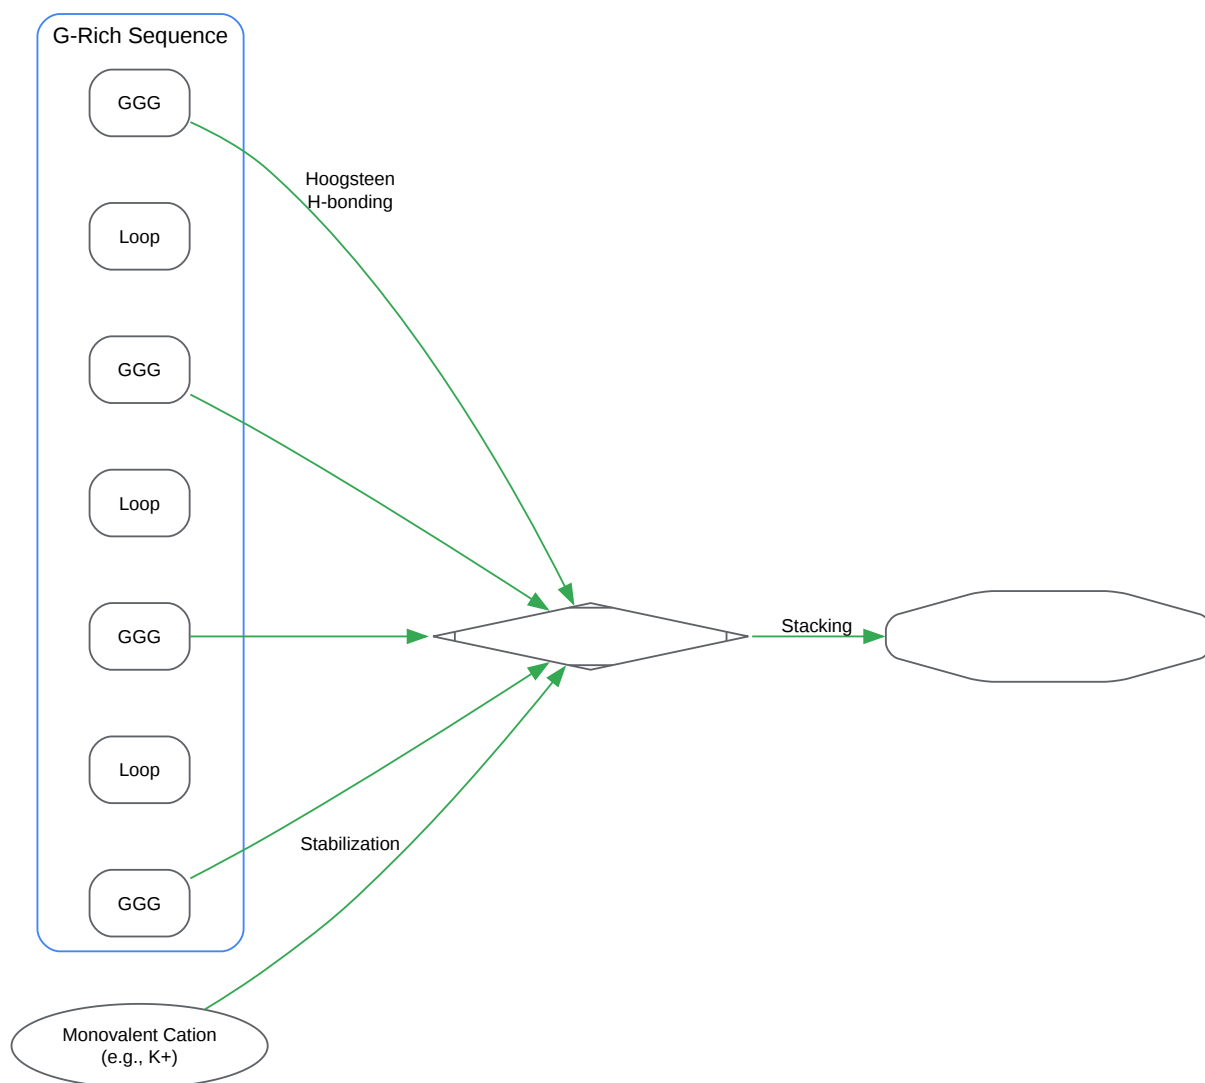 G-Rich Sequence
GGG
Hoogsteen
H-bonding
Loop
GGG
Loop
GGG
Stacking
Loop
Stabilization
GGG
Monovalent Cation
(e.g., K+)